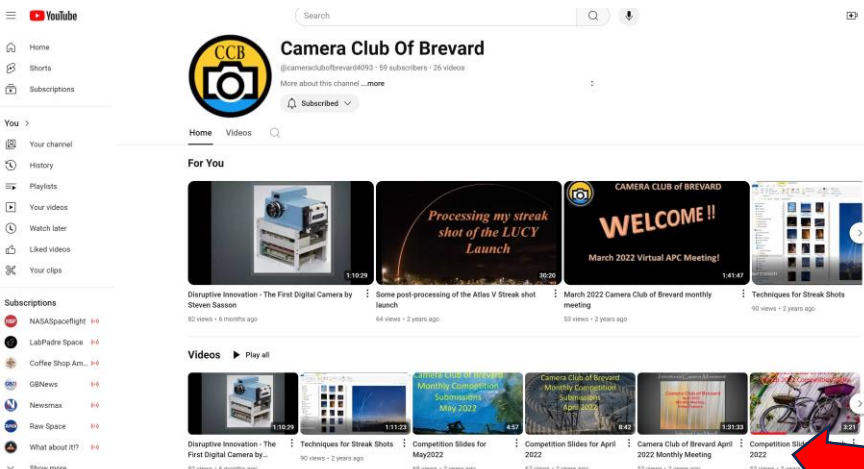 YouTube
Search
Home
Shorts
Subscriptions
You >
Your channel
History
Playlists
Your videos
Watch later
Liked videos
Your clips
Subscriptions
NASASpaceflight
LabPadre Space
Coffee Shop Am...
GBNews
Newsmax
Raw Space
What about it!?
Show more
CCB
Camera Club Of Brevard
@cameraclubofbrevard4093 · 59 subscribers · 26 videos
More about this channel ...more
Subscribed
Home Videos
For You
1:10:29
Disruptive Innovation - The First Digital Camera by
Steven Sasson
82 views • 6 months ago
Processing my streak
shot of the LUCY
Launch
30:20
Some post-processing of the Atlas V Streak shot
launch
64 views • 2 years ago
CAMERA CLUB of BREVARD
WELCOME !!
March 2022 Virtual APC Meeting!
1:41:47
March 2022 Camera Club of Brevard monthly
meeting
53 views • 2 years ago
Techniques for Streak Shots
90 views • 2 years ago
Videos Play all
1:10:29
Disruptive Innovation - The
First Digital Camera by...
82 views • 6 months ago
1:11:23
Techniques for Streak Shots
90 views • 2 years ago
Camera Club of Brevard
Monthly Competition
Submissions
May 2022
4:57
Competition Slides for
May2022
Camera Club of Brevard
Monthly Competition
Submissions
April 2022
8:42
Competition Slides for April
2022
1:31:33
Camera Club of Brevard April
2022 Monthly Meeting
3:21
Competition
2022